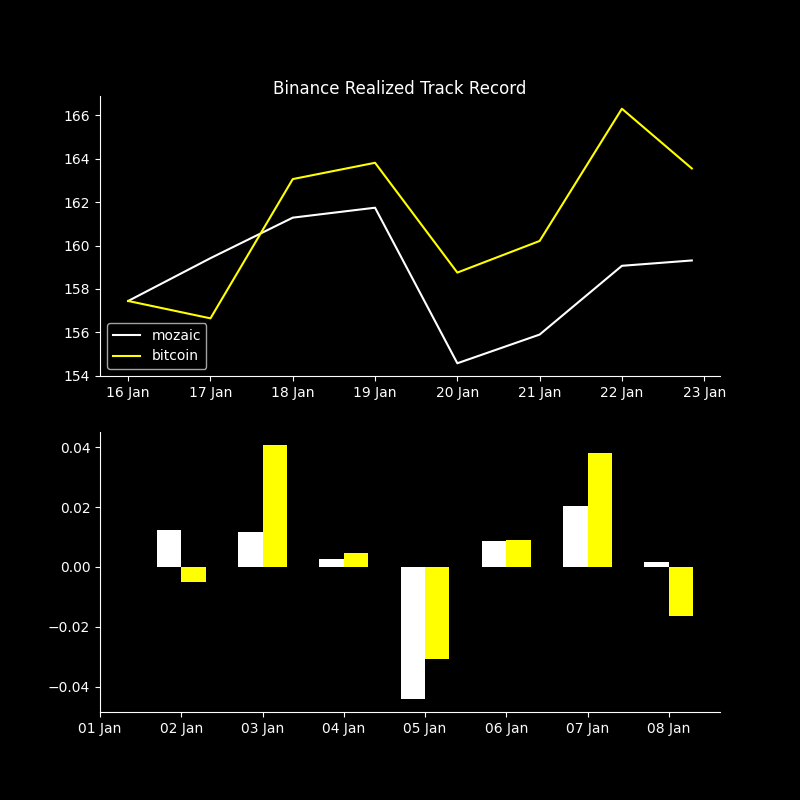 Binance Realized Track Record
166
164
162
160
158
156
154
mozaic
bitcoin
16 Jan 17 Jan 18 Jan 19 Jan 20 Jan 21 Jan 22 Jan 23 Jan
0.04
0.02
0.00
−0.02
−0.04
01 Jan 02 Jan 03 Jan 04 Jan 05 Jan 06 Jan 07 Jan 08 Jan